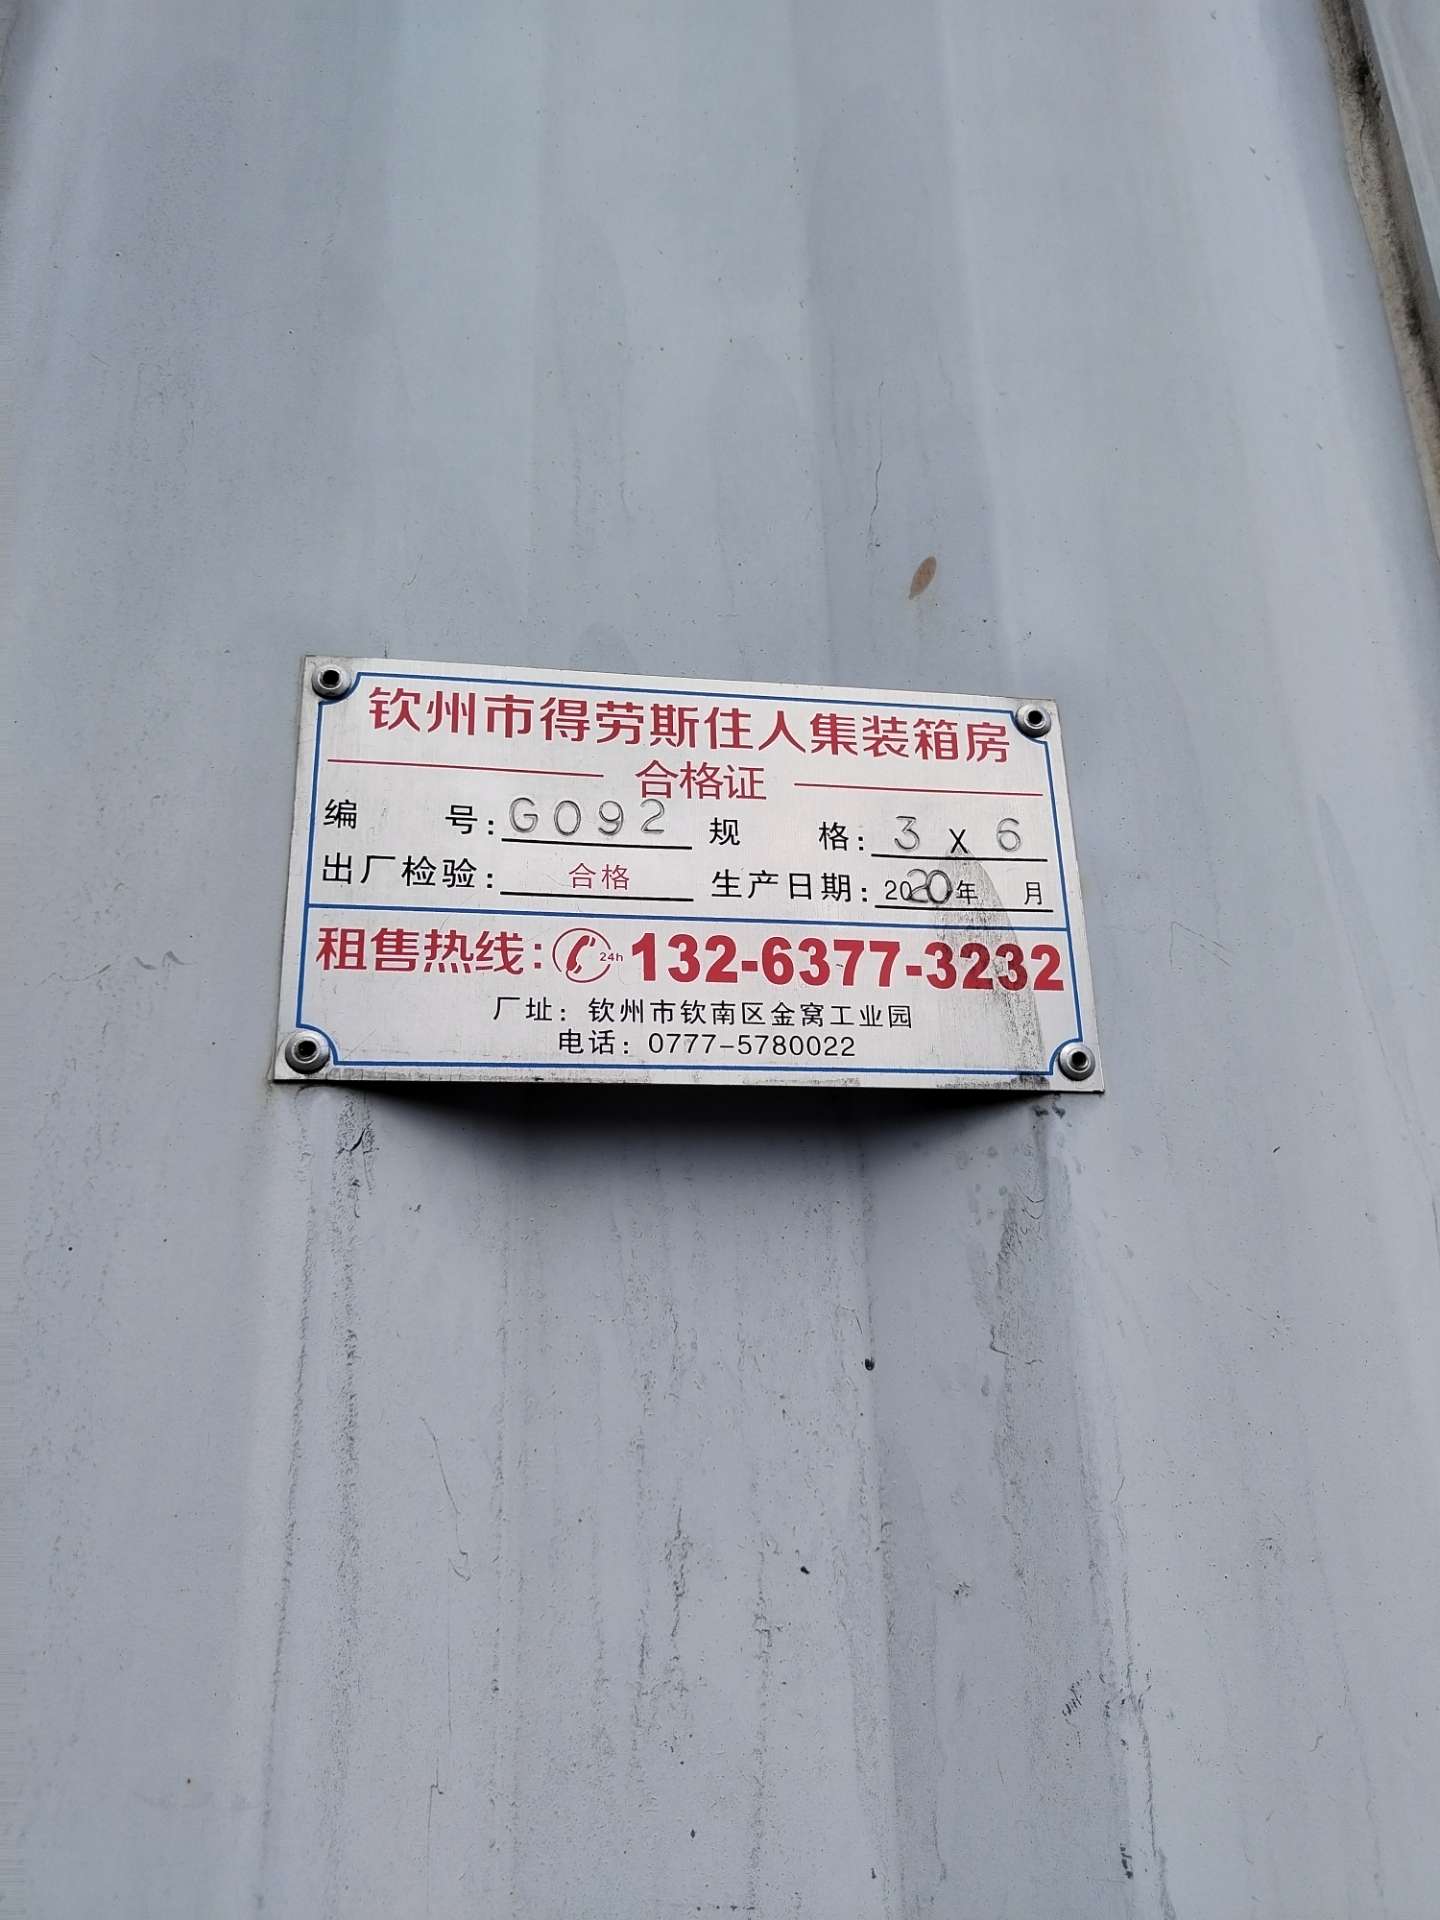 钦州市得劳斯住人集装箱房
合格证
编号:G092 规格:3X6
出厂检验:合格 生产日期:2020年 月
租售热线:24h 132-6377-3232
厂址：钦州市钦南区金窝工业园
电话：0777-5780022